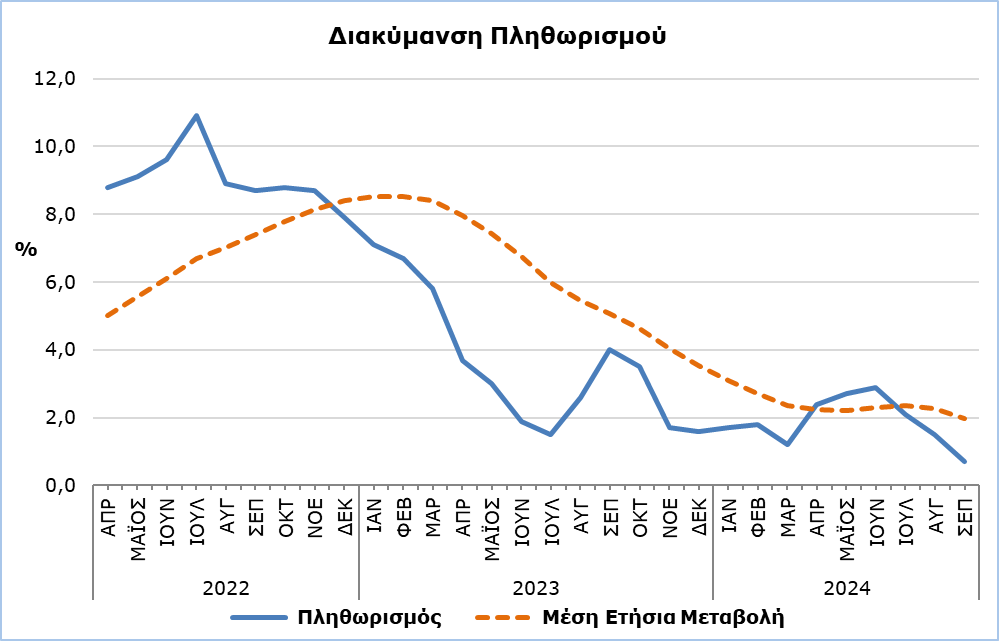 Διακύμανση Πληθωρισμού
12,0
10,0
8,0
%
6,0
4,0
2,0
0,0
ΑΠΡ ΜΑΪΟΣ ΙΟΥΝ ΙΟΥΛ ΑΥΓ ΣΕΠ ΟΚΤ ΝΟΕ ΔΕΚ ΙΑΝ ΦΕΒ ΜΑΡ ΑΠΡ ΜΑΪΟΣ ΙΟΥΝ ΙΟΥΛ ΑΥΓ ΣΕΠ ΟΚΤ ΝΟΕ ΔΕΚ ΙΑΝ ΦΕΒ ΜΑΡ ΑΠΡ ΜΑΪΟΣ ΙΟΥΝ ΙΟΥΛ ΑΥΓ ΣΕΠ
2022 2023 2024
Πληθωρισμός Μέση Ετήσια Μεταβολή